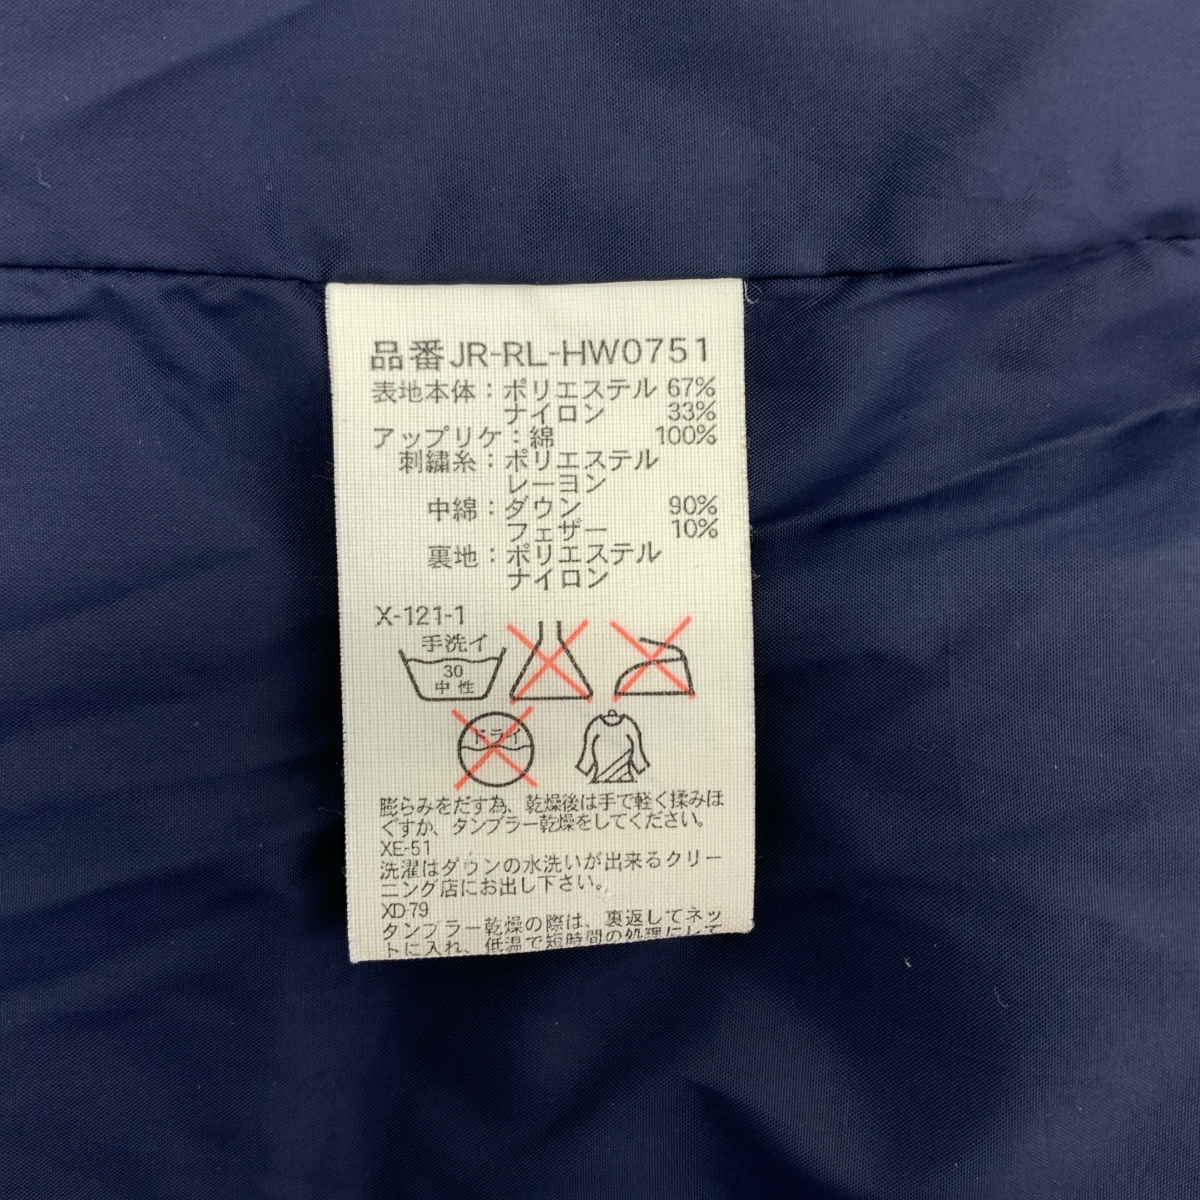 品番 JR-RL-HW0751
表地本体：ポリエステル 67%
ナイロン 33%
アップリケ：綿 100%
刺繍糸：ポリエステル
レーヨン
中綿：ダウン 90%
フェザー 10%
裏地：ポリエステル
ナイロン
X-121-1
手洗イ
30
中性
ドライ
膨らみをだす為、乾燥後は手で軽く揉みほ
ぐすか、タンブラー乾燥をしてください。
XE-51
洗濯はダウンの水洗いが出来るクリー
ニング店にお出し下さい。
XD-79
タンブラー乾燥の際は、裏返してネッ
トに入れ、低温で短時間の処理にして